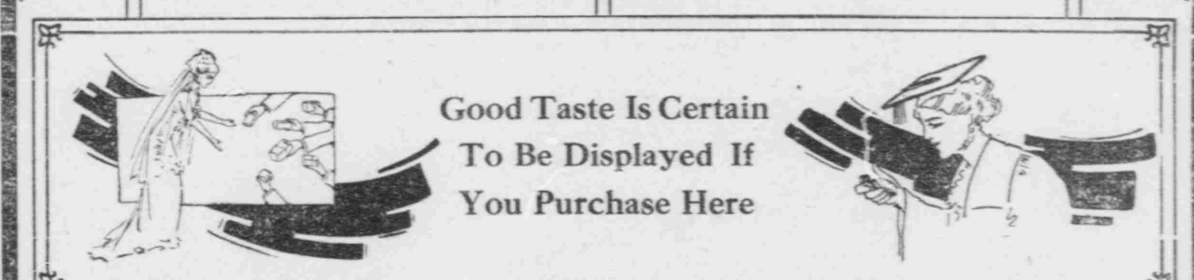 Good Taste Is Certain
To Be Displayed If
You Purchase Here